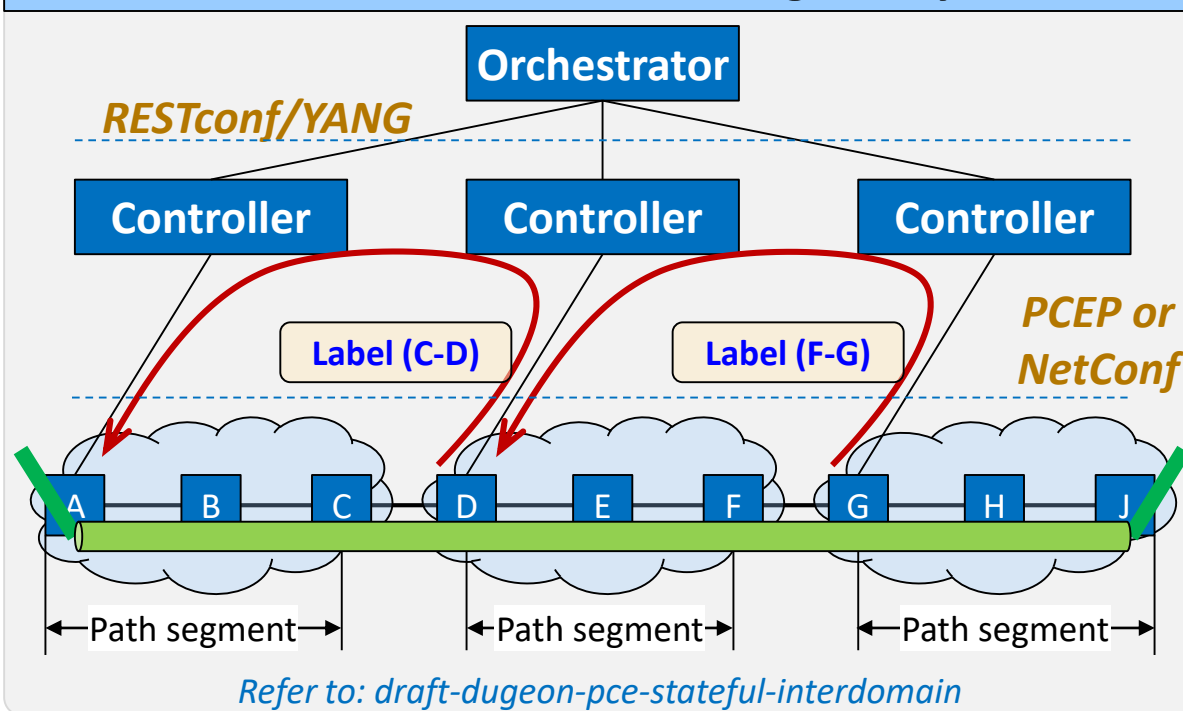 Orchestrator
RESTconf/YANG
Controller
Controller
Controller
PCEP or
NetConf
Label (C-D)
Label (F-G)
A
B
C
D
E
F
G
H
J
Path segment
Path segment
Path segment
Refer to: draft-dugeon-pce-stateful-interdomain